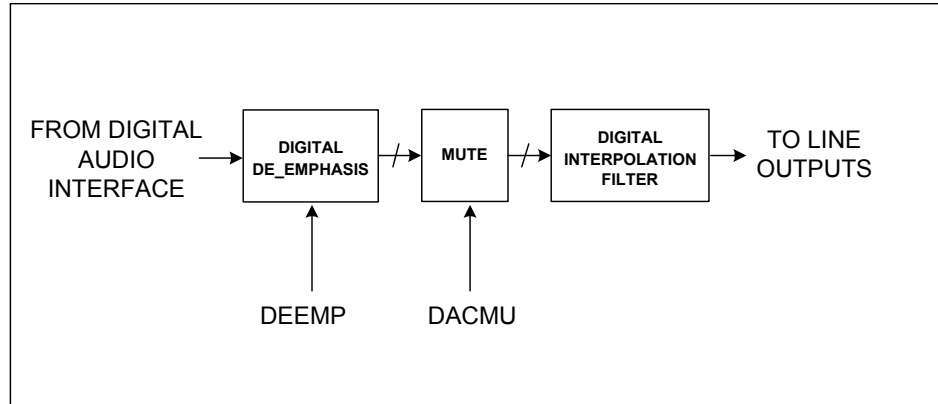 FROM DIGITAL
AUDIO
INTERFACE
DIGITAL
DE_EMPHASIS
MUTE
DIGITAL
INTERPOLATION
FILTER
TO LINE
OUTPUTS
DEEMP
DACMU